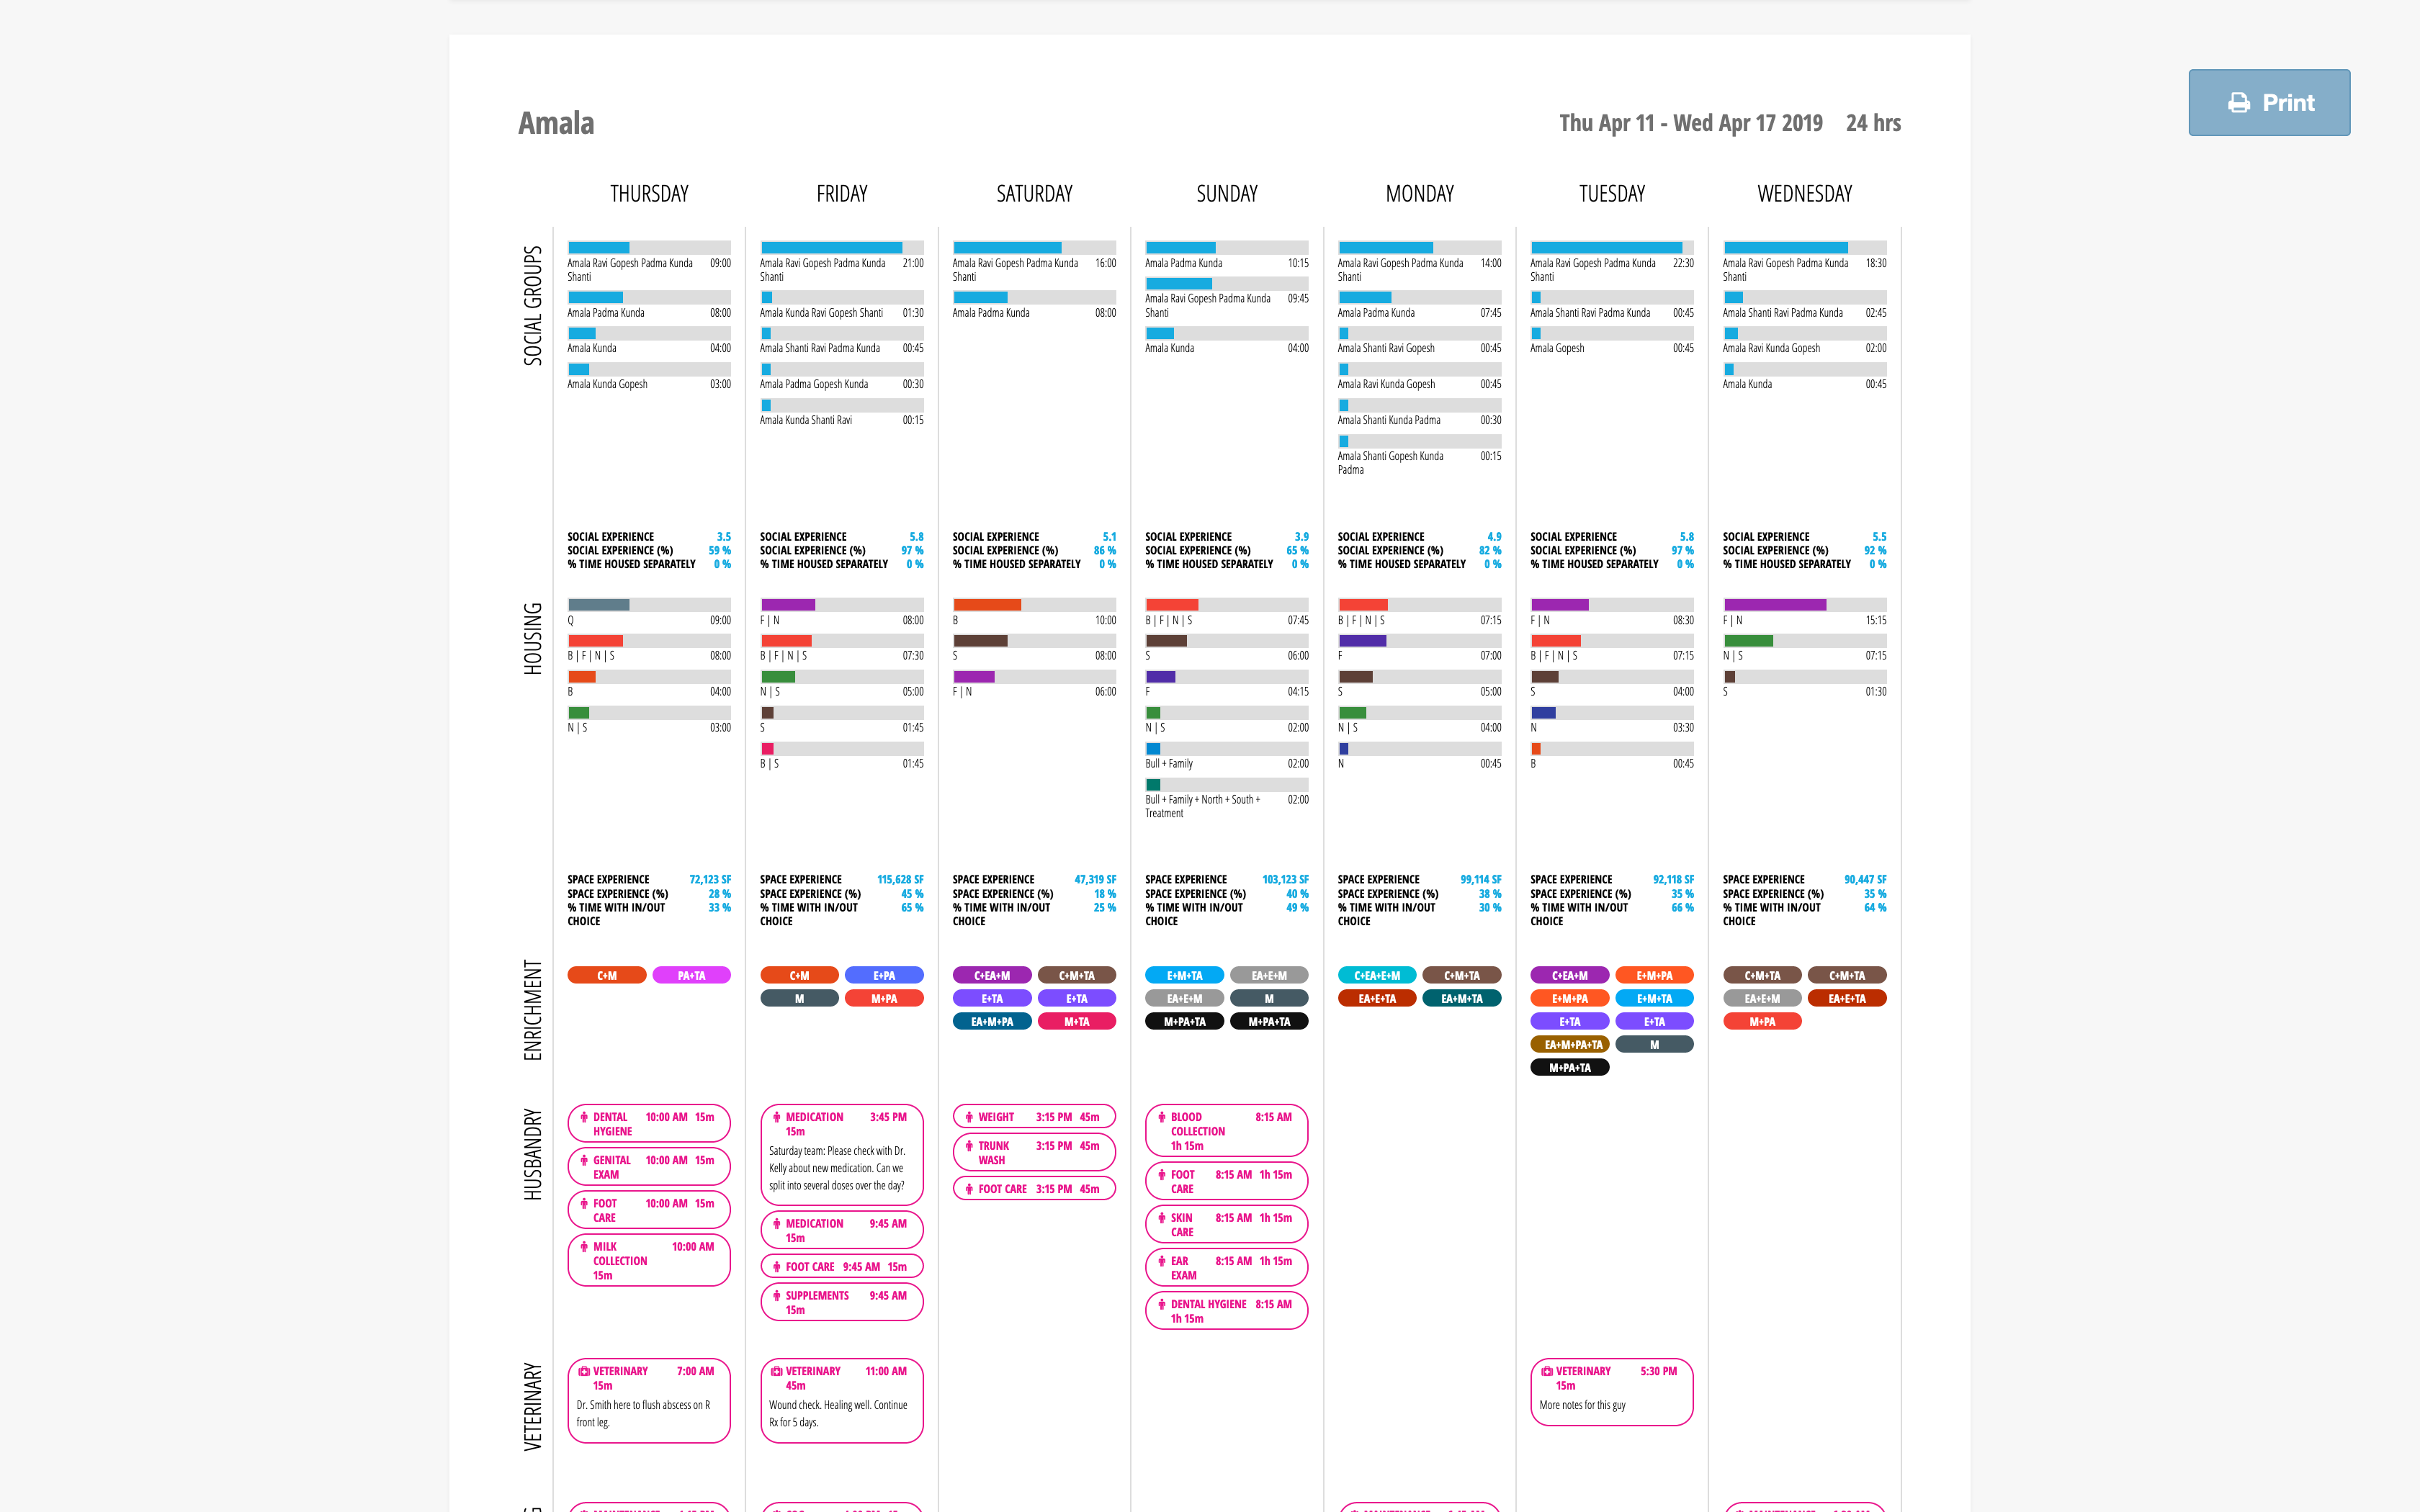 Print
Amala
Thu Apr 11 - Wed Apr 17 2019 24 hrs
THURSDAY FRIDAY SATURDAY SUNDAY MONDAY TUESDAY WEDNESDAY
SOCIAL GROUPS
Amala Ravi Gopesh Padma Kunda 09:00
Shanti
Amala Padma Kunda 08:00
Amala Kunda 04:00
Amala Kunda Gopesh 03:00
SOCIAL EXPERIENCE 3.5
SOCIAL EXPERIENCE (%) 59 %
% TIME HOUSED SEPARATELY 0 %
Amala Ravi Gopesh Padma Kunda 21:00
Shanti
Amala Kunda Ravi Gopesh Shanti 01:30
Amala Shanti Ravi Padma Kunda 00:45
Amala Padma Gopesh Kunda 00:30
Amala Kunda Shanti Ravi 00:15
SOCIAL EXPERIENCE 5.8
SOCIAL EXPERIENCE (%) 97 %
% TIME HOUSED SEPARATELY 0 %
Amala Ravi Gopesh Padma Kunda 16:00
Shanti
Amala Padma Kunda 08:00
SOCIAL EXPERIENCE 5.1
SOCIAL EXPERIENCE (%) 86 %
% TIME HOUSED SEPARATELY 0 %
Amala Padma Kunda 10:15
Amala Ravi Gopesh Padma Kunda 09:45
Shanti
Amala Kunda 04:00
SOCIAL EXPERIENCE 3.9
SOCIAL EXPERIENCE (%) 65 %
% TIME HOUSED SEPARATELY 0 %
Amala Ravi Gopesh Padma Kunda 14:00
Shanti
Amala Padma Kunda 07:45
Amala Shanti Ravi Gopesh 00:45
Amala Ravi Kunda Gopesh 00:45
Amala Shanti Kunda Padma 00:30
Amala Shanti Gopesh Kunda 00:15
Padma
SOCIAL EXPERIENCE 4.9
SOCIAL EXPERIENCE (%) 82 %
% TIME HOUSED SEPARATELY 0 %
Amala Ravi Gopesh Padma Kunda 22:30
Shanti
Amala Shanti Ravi Padma Kunda 00:45
Amala Gopesh 00:45
SOCIAL EXPERIENCE 5.8
SOCIAL EXPERIENCE (%) 97 %
% TIME HOUSED SEPARATELY 0 %
Amala Ravi Gopesh Padma Kunda 18:30
Shanti
Amala Shanti Ravi Padma Kunda 02:45
Amala Ravi Kunda Gopesh 02:00
Amala Kunda 00:45
SOCIAL EXPERIENCE 5.5
SOCIAL EXPERIENCE (%) 92 %
% TIME HOUSED SEPARATELY 0 %
HOUSING
Q 09:00
B | F | N | S 08:00
B 04:00
N | S 03:00
SPACE EXPERIENCE 72,123 SF
SPACE EXPERIENCE (%) 28 %
% TIME WITH IN/OUT 33 %
CHOICE
F | N 08:00
B | F | N | S 07:30
N | S 05:00
S 01:45
B | S 01:45
SPACE EXPERIENCE 115,628 SF
SPACE EXPERIENCE (%) 45 %
% TIME WITH IN/OUT 65 %
CHOICE
B 10:00
S 08:00
F | N 06:00
SPACE EXPERIENCE 47,319 SF
SPACE EXPERIENCE (%) 18 %
% TIME WITH IN/OUT 25 %
CHOICE
B | F | N | S 07:45
S 06:00
F 04:15
N | S 02:00
Bull + Family 02:00
Bull + Family + North + South + 02:00
Treatment
SPACE EXPERIENCE 103,123 SF
SPACE EXPERIENCE (%) 40 %
% TIME WITH IN/OUT 49 %
CHOICE
B | F | N | S 07:15
F 07:00
S 05:00
N | S 04:00
N 00:45
SPACE EXPERIENCE 99,114 SF
SPACE EXPERIENCE (%) 38 %
% TIME WITH IN/OUT 30 %
CHOICE
F | N 08:30
B | F | N | S 07:15
S 04:00
N 03:30
B 00:45
SPACE EXPERIENCE 92,118 SF
SPACE EXPERIENCE (%) 35 %
% TIME WITH IN/OUT 66 %
CHOICE
F | N 15:15
N | S 07:15
S 01:30
SPACE EXPERIENCE 90,447 SF
SPACE EXPERIENCE (%) 35 %
% TIME WITH IN/OUT 64 %
CHOICE
ENRICHMENT
C+M PA+TA
C+M E+PA
M M+PA
C+EA+M C+M+TA
E+TA E+TA
EA+M+PA M+TA
E+M+TA EA+E+M
EA+E+M M
M+PA+TA M+PA+TA
C+EA+E+M C+M+TA
EA+E+TA EA+M+TA
C+EA+M E+M+PA
E+M+PA E+M+TA
E+TA E+TA
EA+M+PA+TA M
M+PA+TA
C+M+TA C+M+TA
EA+E+M EA+E+TA
M+PA
HUSBANDRY
DENTAL 10:00 AM 15m
HYGIENE
GENITAL 10:00 AM 15m
EXAM
FOOT 10:00 AM 15m
CARE
MILK 10:00 AM
COLLECTION
15m
MEDICATION 3:45 PM
15m
Saturday team: Please check with Dr.
Kelly about new medication. Can we
split into several doses over the day?
MEDICATION 9:45 AM
15m
FOOT CARE 9:45 AM 15m
SUPPLEMENTS 9:45 AM
15m
WEIGHT 3:15 PM 45m
TRUNK 3:15 PM 45m
WASH
FOOT CARE 3:15 PM 45m
BLOOD 8:15 AM
COLLECTION
1h 15m
FOOT 8:15 AM 1h 15m
CARE
SKIN 8:15 AM 1h 15m
CARE
EAR 8:15 AM 1h 15m
EXAM
DENTAL HYGIENE 8:15 AM
1h 15m
VETERINARY
VETERINARY 7:00 AM
15m
Dr. Smith here to flush abscess on R
front leg.
VETERINARY 11:00 AM
45m
Wound check. Healing well. Continue
Rx for 5 days.
VETERINARY 5:30 PM
15m
More notes for this guy